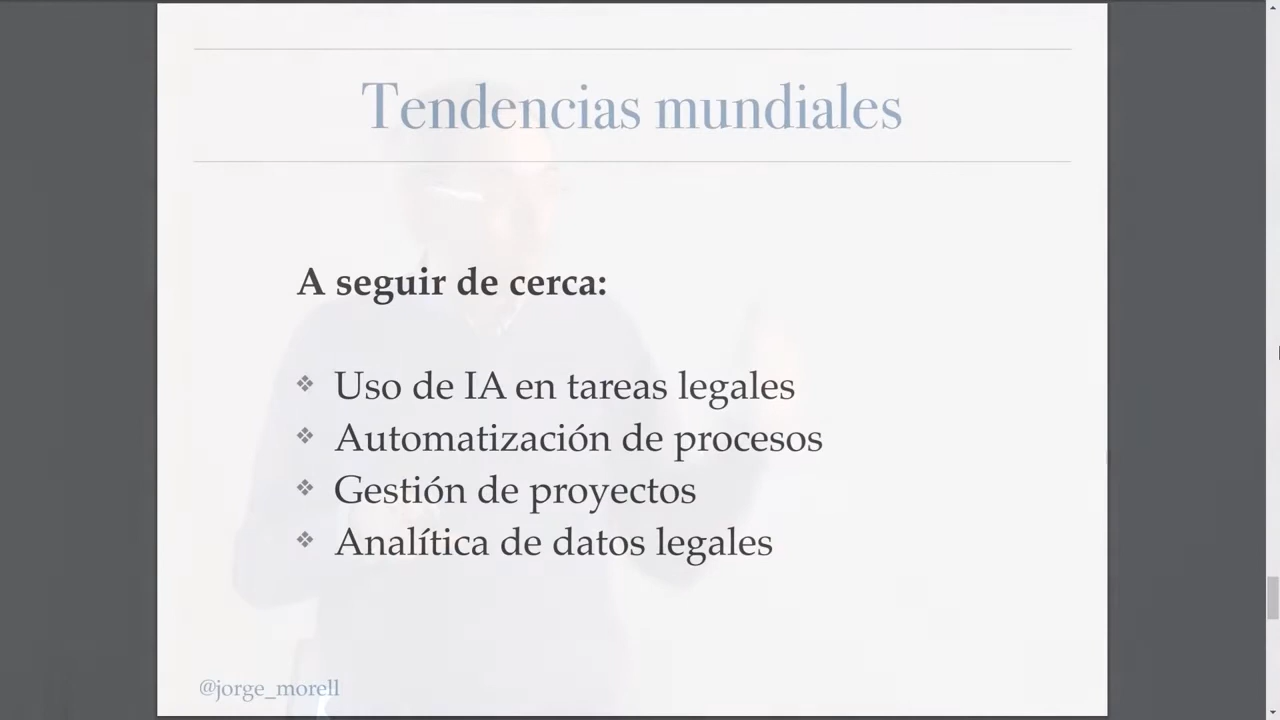 Tendencias mundiales
A seguir de cerca:
❖ Uso de IA en tareas legales
❖ Automatización de procesos
❖ Gestión de proyectos
❖ Analítica de datos legales
@jorge_morell